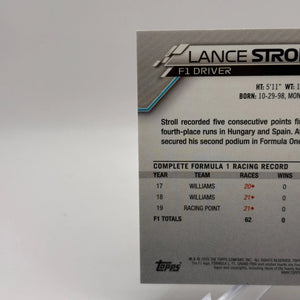 LANCE STROL
F1 DRIVER
HT: 5'11" WT: 1
BORN: 10-29-98, MON
Stroll recorded five consecutive points fi
fourth-place runs in Hungary and Spain. A
secured his second podium in Formula One
COMPLETE FORMULA 1 RACING RECORD
YEAR TEAM RACES WINS
17 WILLIAMS 20 0
18 WILLIAMS 21 0
19 RACING POINT 21 0
F1 TOTALS 62 0
Topps